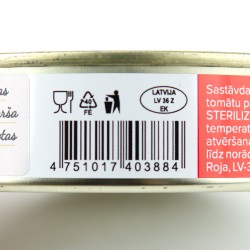 as
arša
otas
40
FE
LATVIJA
LV 36 Z
EK
4 751017 403884
Sastāvda
tomātu p
STERILIZ
temperat
atvēršana
līdz norād
Roja, LV-3